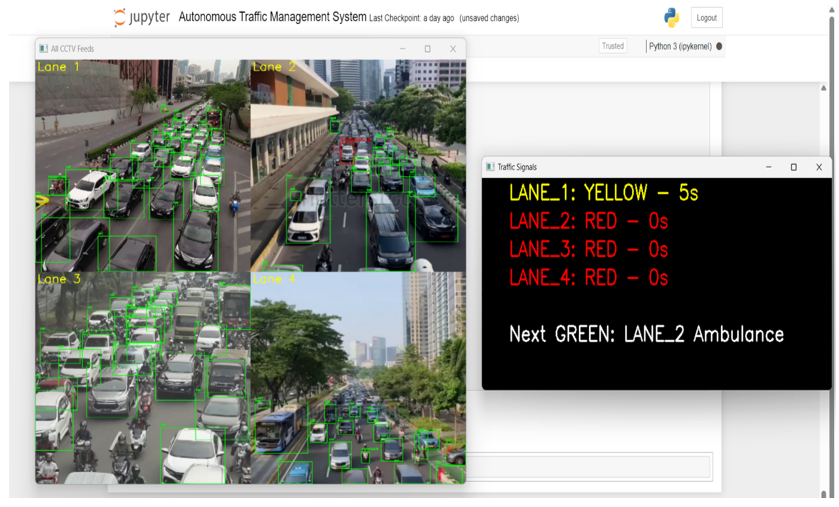 jupyter Autonomous Traffic Management System Last Checkpoint: a day ago (unsaved changes)
Logout
Trusted
Python 3 (ipykernel)
All CCTV Feeds
Lane 1
Lane 2
Lane 3
Lane 4
Traffic Signals
LANE_1: YELLOW - 5s
LANE_2: RED - 0s
LANE_3: RED - 0s
LANE_4: RED - 0s
Next GREEN: LANE_2 Ambulance